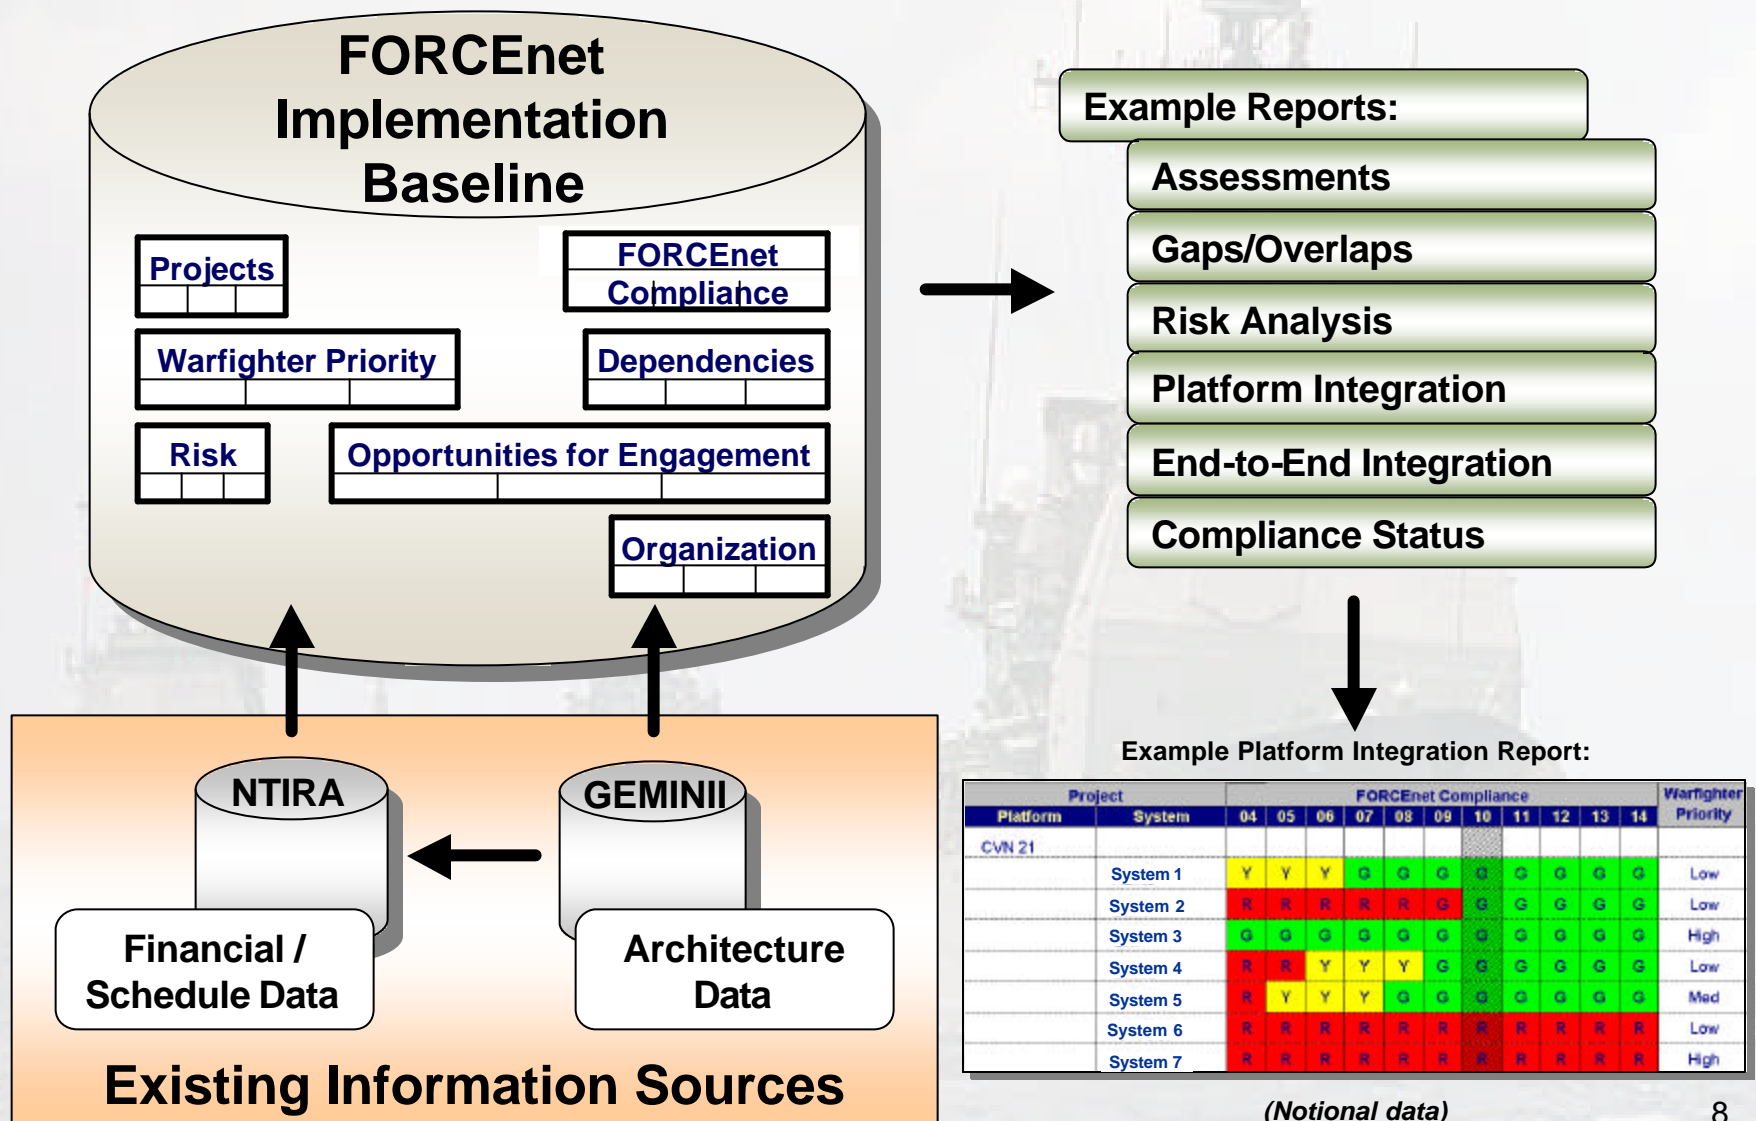 FORCEnet
Implementation
Baseline
Projects
FORCEnet
Compliance
Warfighter Priority
Dependencies
Risk
Opportunities for Engagement
Organization
NTIRA
GEMINII
Financial /
Schedule Data
Architecture
Data
Existing Information Sources
Example Reports:
Assessments
Gaps/Overlaps
Risk Analysis
Platform Integration
End-to-End Integration
Compliance Status
Example Platform Integration Report:
Project FORCEnet Compliance Warfighter
Platform System 04 05 06 07 08 09 10 11 12 13 14 Priority
CVN 21
System 1 Y Y Y G G G G G G G G Low
System 2 R R R R R G G G G G G Low
System 3 G G G G G G G G G G G High
System 4 R R Y Y Y G G G G G G Low
System 5 R Y Y Y G G G G G G G Med
System 6 R R R R R R R R R R R Low
System 7 R R R R R R R R R R R High
(Notional data)
8